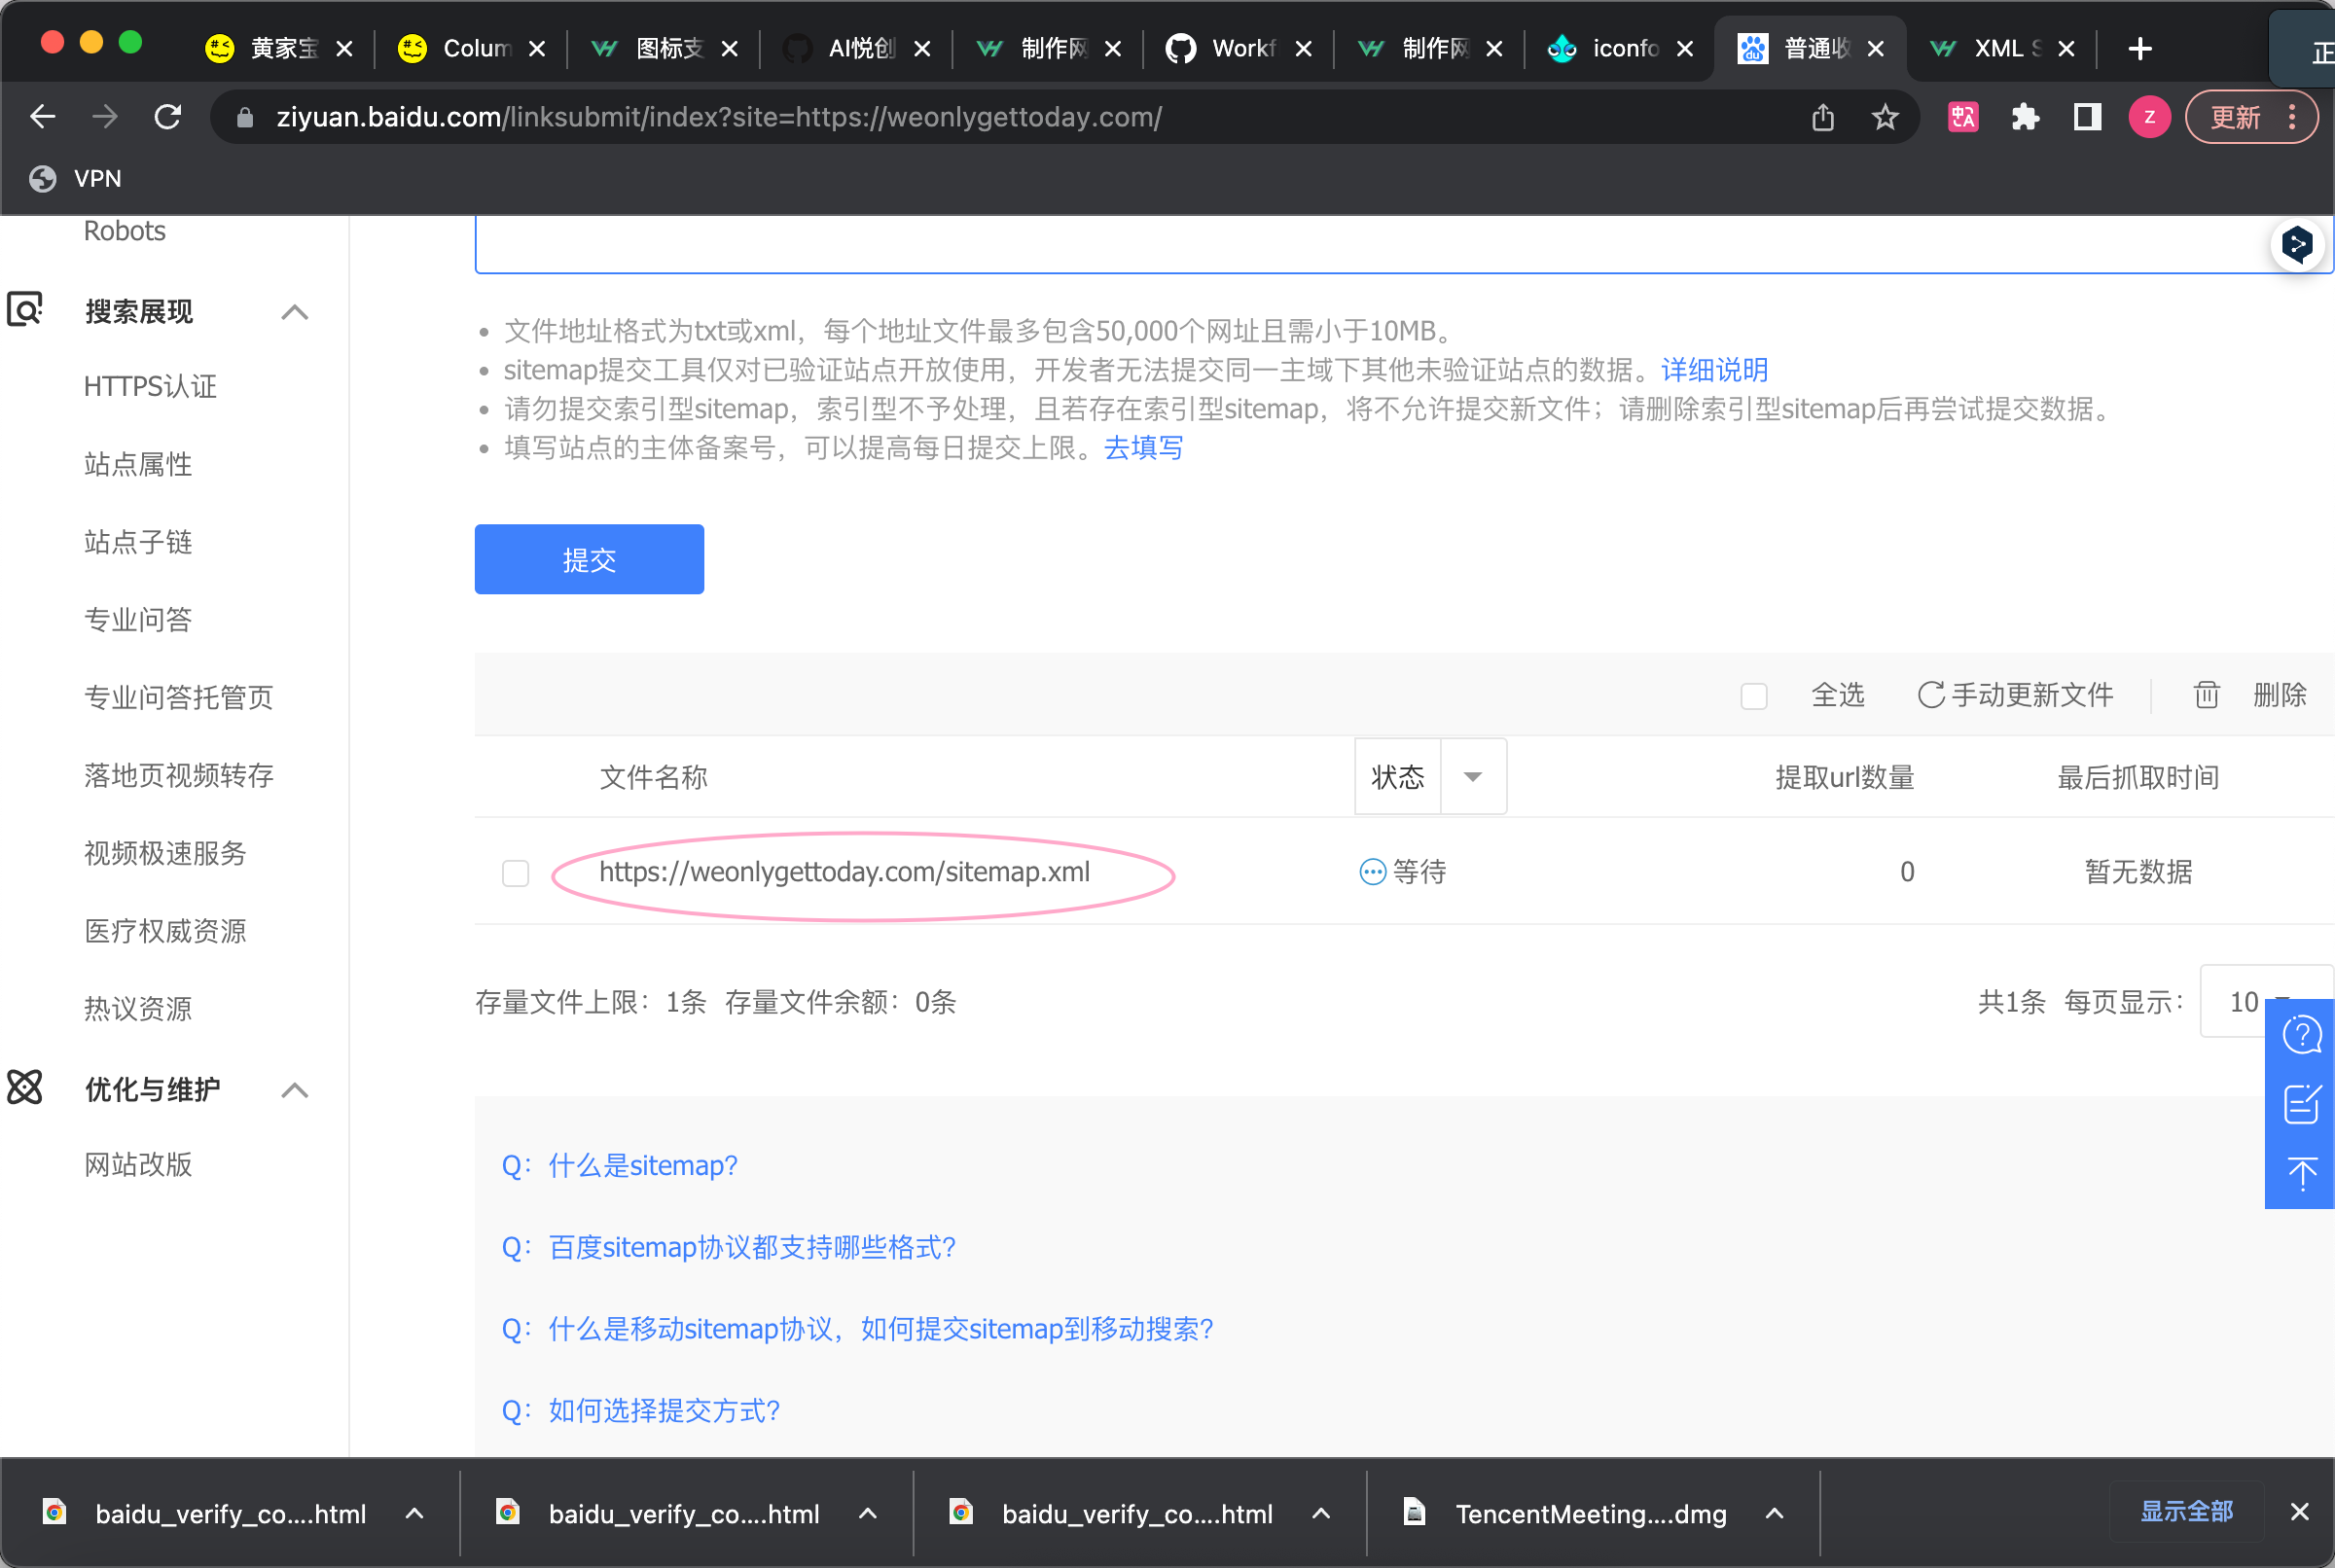 黄家宝
Colum
图标支
AI悦创
制作网
Workf
制作网
iconfo
普通收
XML S
正
ziyuan.baidu.com/linksubmit/index?site=https://weonlygettoday.com/
Z
更新
VPN
Robots
搜索展现
HTTPS认证
站点属性
站点子链
专业问答
专业问答托管页
落地页视频转存
视频极速服务
医疗权威资源
热议资源
优化与维护
网站改版
文件地址格式为txt或xml，每个地址文件最多包含50,000个网址且需小于10MB。
sitemap提交工具仅对已验证站点开放使用，开发者无法提交同一主域下其他未验证站点的数据。详细说明
请勿提交索引型sitemap，索引型不予处理，且若存在索引型sitemap，将不允许提交新文件；请删除索引型sitemap后再尝试提交数据。
填写站点的主体备案号，可以提高每日提交上限。去填写
提交
全选 手动更新文件 删除
文件名称 状态 提取url数量 最后抓取时间
https://weonlygettoday.com/sitemap.xml 等待 0 暂无数据
存量文件上限：1条 存量文件余额：0条 共1条 每页显示： 10
Q：什么是sitemap?
Q：百度sitemap协议都支持哪些格式?
Q：什么是移动sitemap协议，如何提交sitemap到移动搜索?
Q：如何选择提交方式?
baidu_verify_co....html
baidu_verify_co....html
baidu_verify_co....html
TencentMeeting....dmg
显示全部